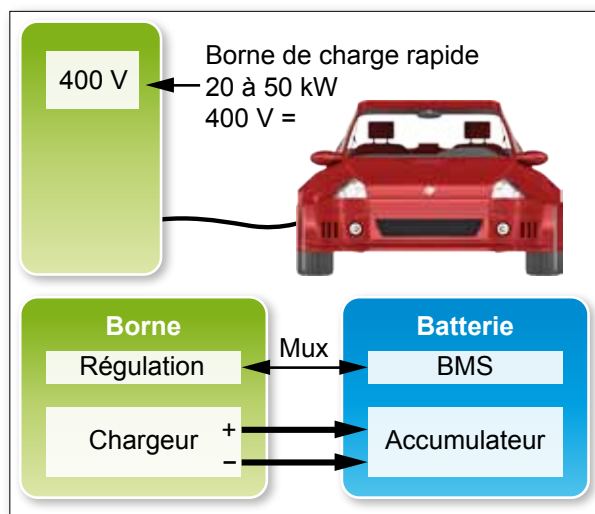 400 V
Borne de charge rapide
20 à 50 kW
400 V =
Borne
Batterie
Régulation
Mux
BMS
Chargeur
+
−
Accumulateur